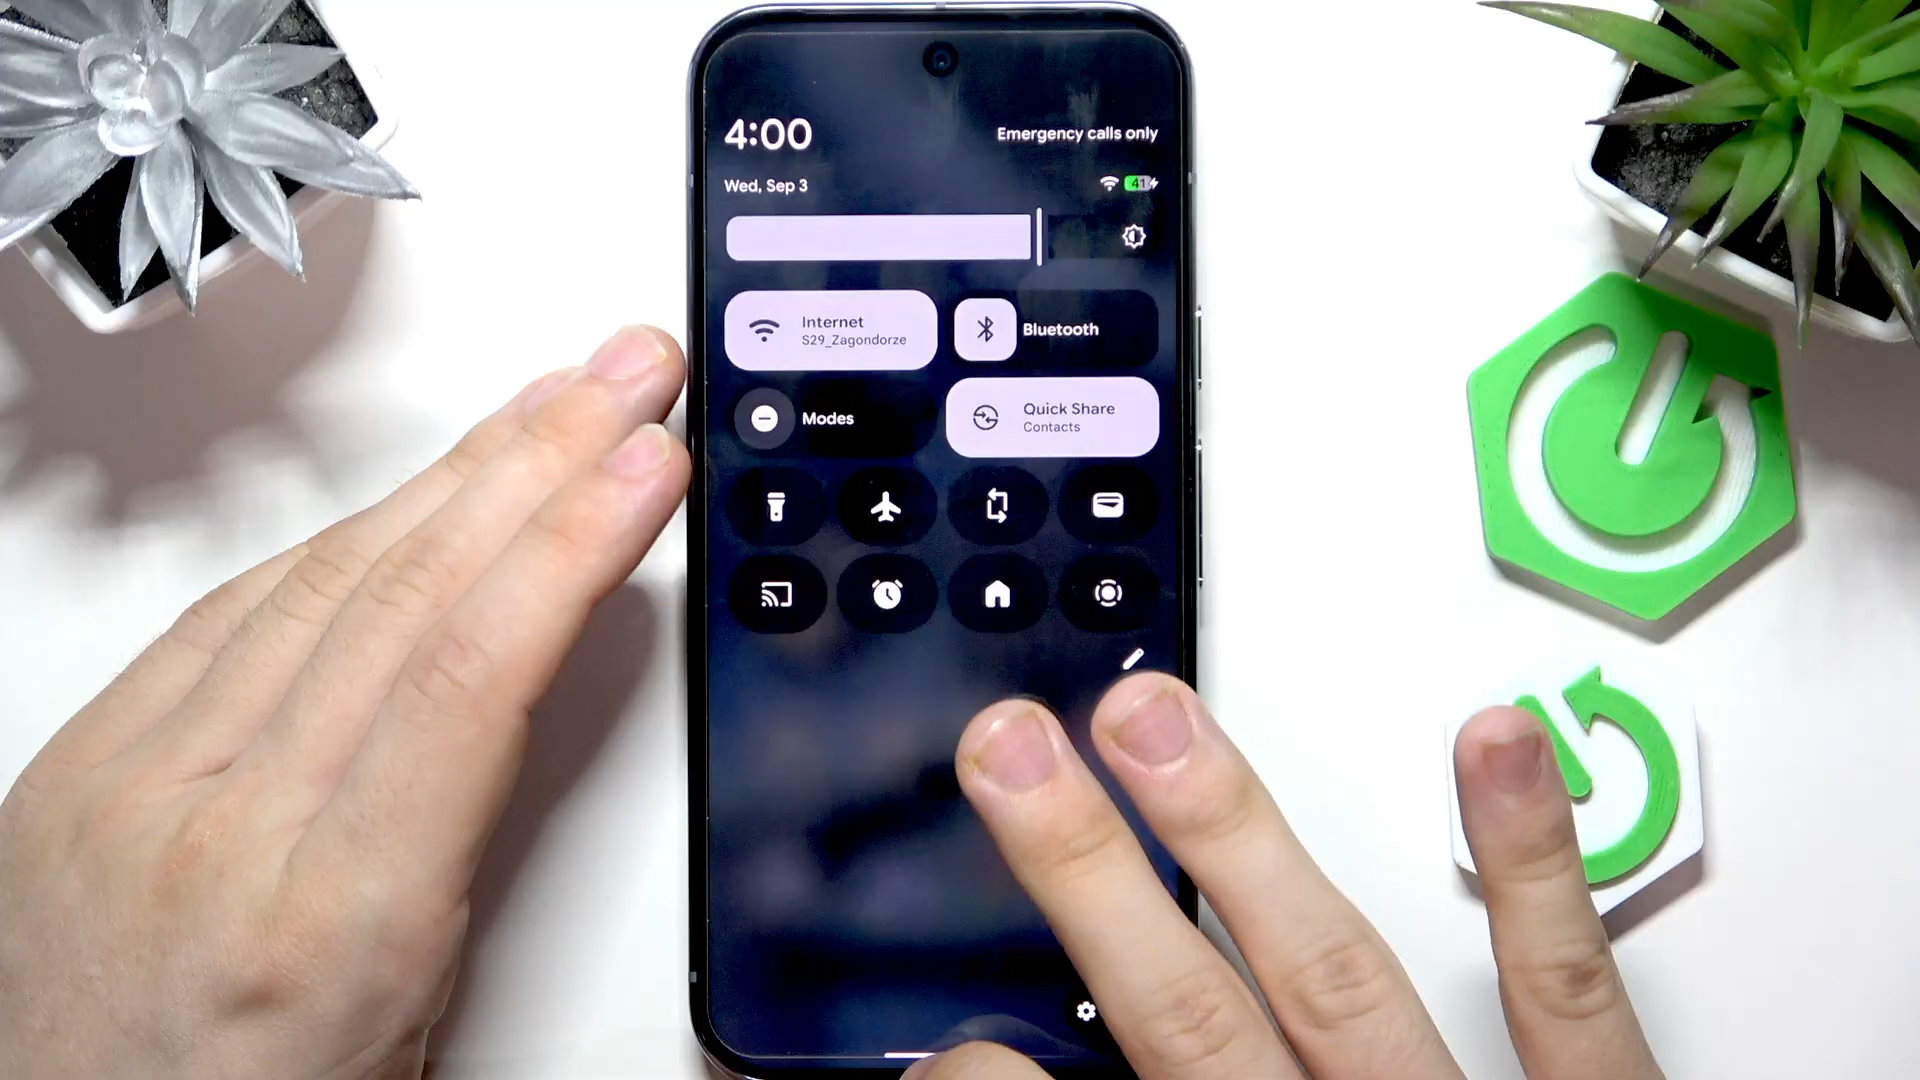 4:00
Emergency calls only
Wed, Sep 3
41
Internet
S29_Zagondorze
Bluetooth
Modes
Quick Share
Contacts